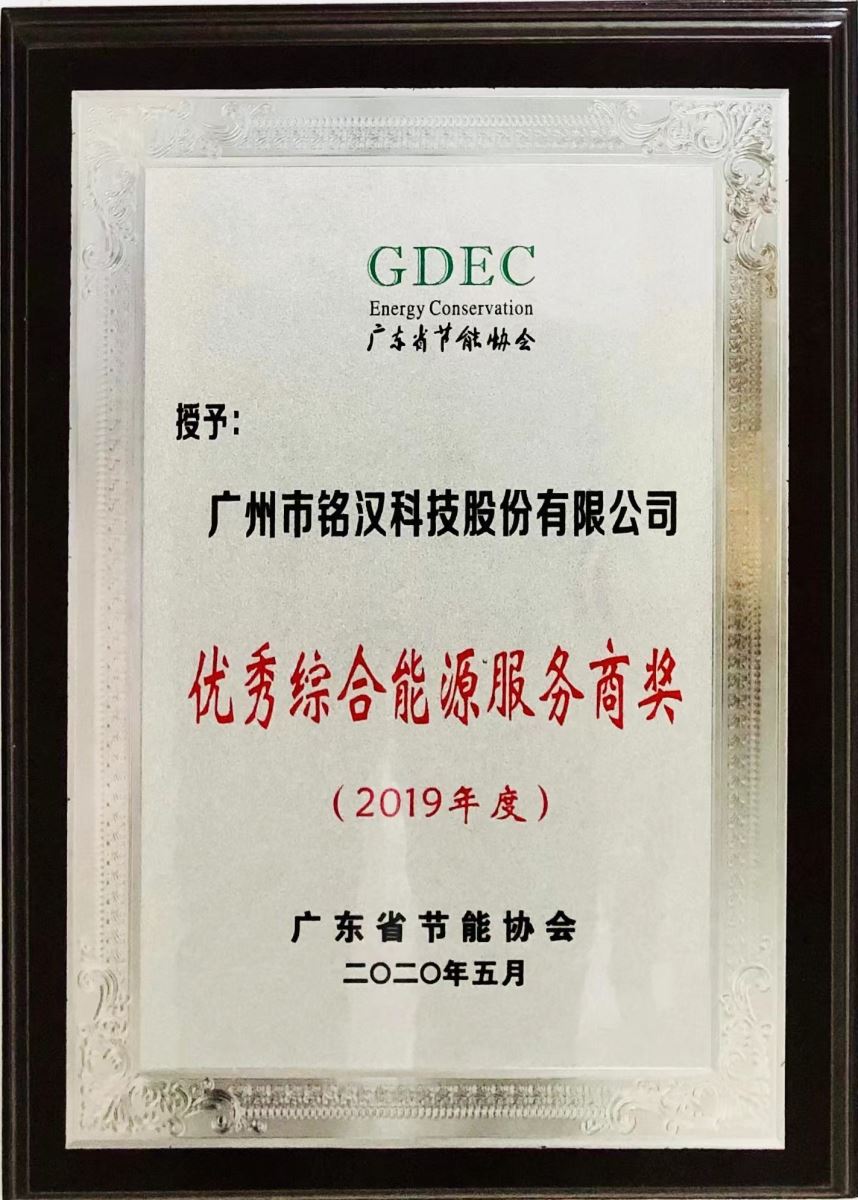 GDEC
Energy Conservation
广东省节能协会
授予:
广州市铭汉科技股份有限公司
优秀综合能源服务商奖
(2019年度)
广东省节能协会
二〇二〇年五月